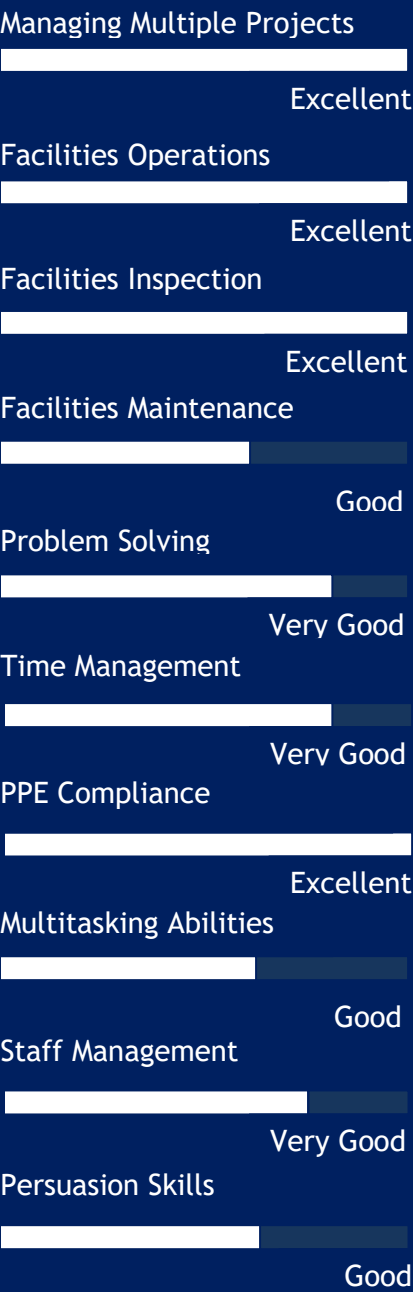 Managing Multiple Projects
Excellent
Facilities Operations
Excellent
Facilities Inspection
Excellent
Facilities Maintenance
Good
Problem Solving
Very Good
Time Management
Very Good
PPE Compliance
Excellent
Multitasking Abilities
Good
Staff Management
Very Good
Persuasion Skills
Good